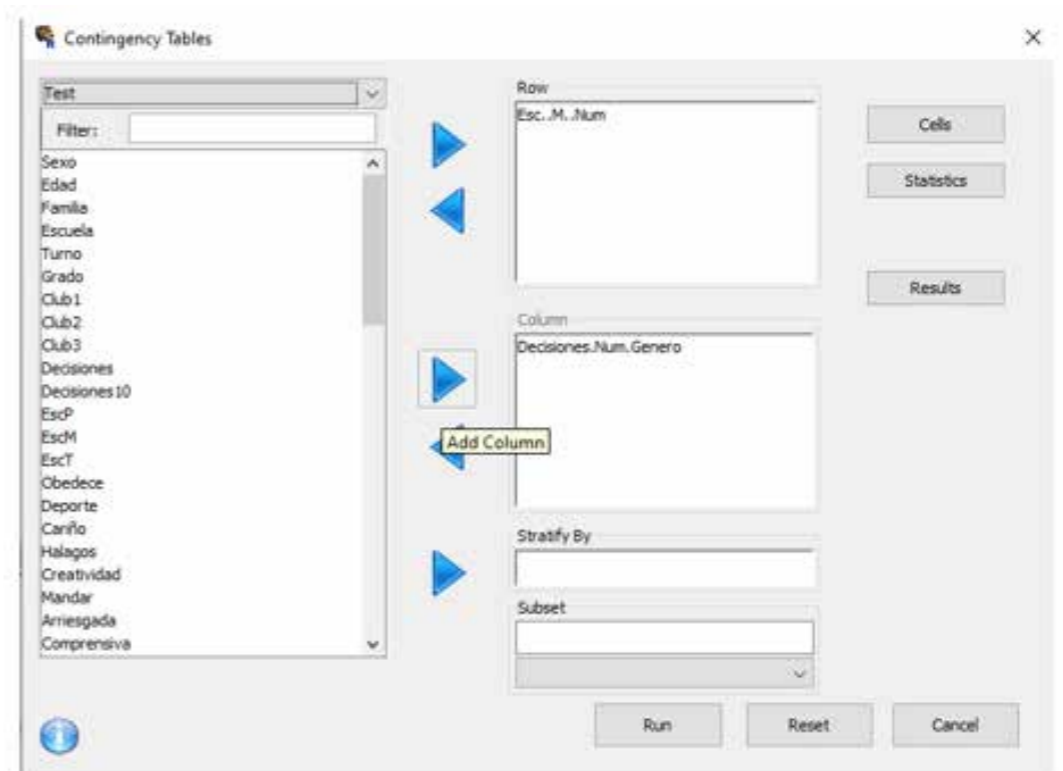 Contingency Tables
Test
Filter:
Sexo
Edad
Familia
Escuela
Turno
Grado
Club1
Club2
Club3
Decisiones
Decisiones10
EscP
EscM
EscT
Obedece
Deporte
Cariño
Halagos
Creatividad
Mandar
Arriesgada
Comprensiva
Row
Esc..M..Num
Column
Decisiones.Num.Genero
Add Column
Stratify By
Subset
Cells
Statistics
Results
Run
Reset
Cancel